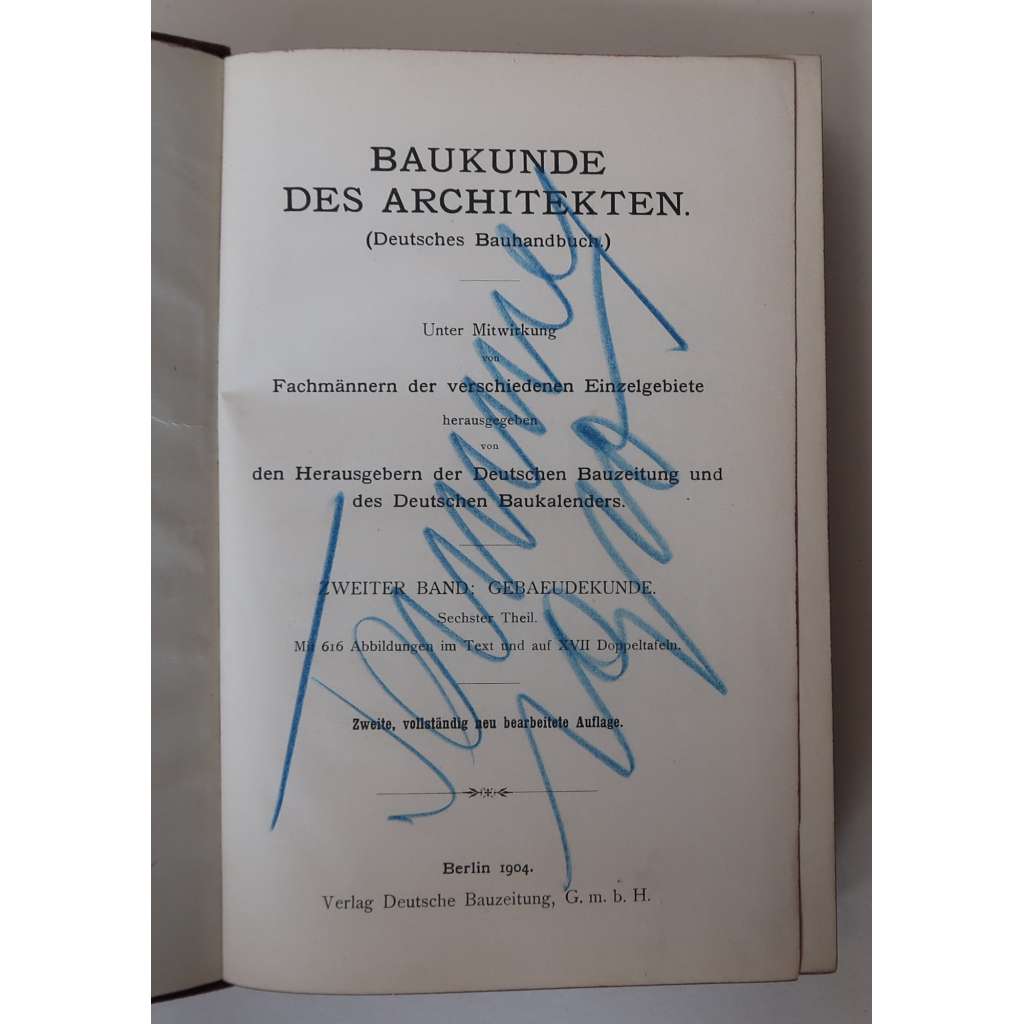 BAUKUNDE
DES ARCHITEKTEN.
(Deutsches Bauhandbuch.)
Unter Mitwirkung
von
Fachmännern der verschiedenen Einzelgebiete
herausgegeben
von
den Herausgebern der Deutschen Bauzeitung und
des Deutschen Baukalenders.
ZWEITER BAND: GEBAEUDEKUNDE.
Sechster Theil.
Mit 616 Abbildungen im Text und auf XVII Doppeltafeln.
Zweite, vollständig neu bearbeitete Auflage.
Berlin 1904.
Verlag Deutsche Bauzeitung, G. m. b. H.